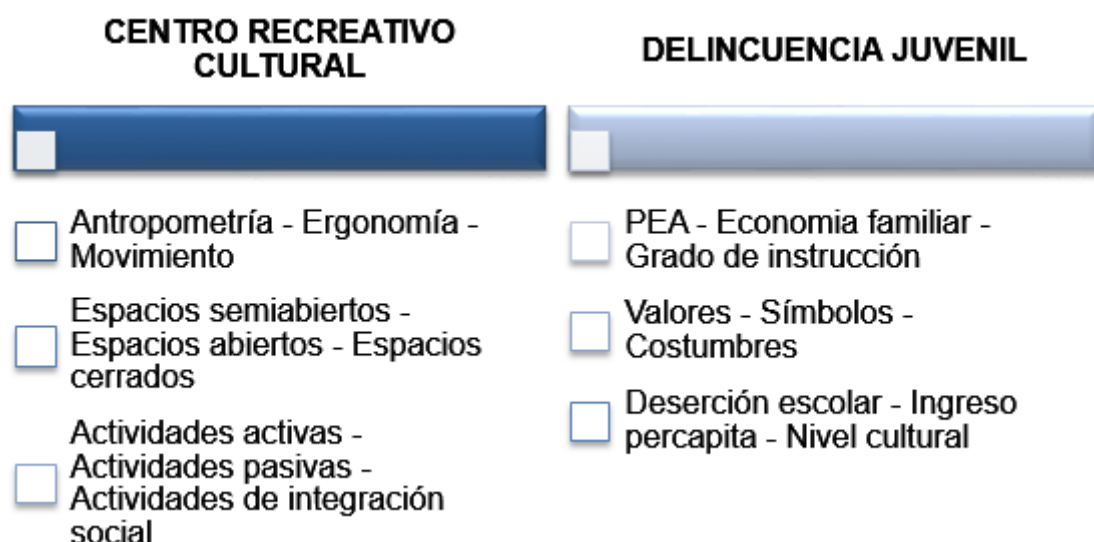 CENTRO RECREATIVO
CULTURAL
Antropometría - Ergonomía -
Movimiento
Espacios semiabiertos -
Espacios abiertos - Espacios
cerrados
Actividades activas -
Actividades pasivas -
Actividades de integración
social
DELINCUENCIA JUVENIL
PEA - Economia familiar -
Grado de instrucción
Valores - Símbolos -
Costumbres
Deserción escolar - Ingreso
percapita - Nivel cultural